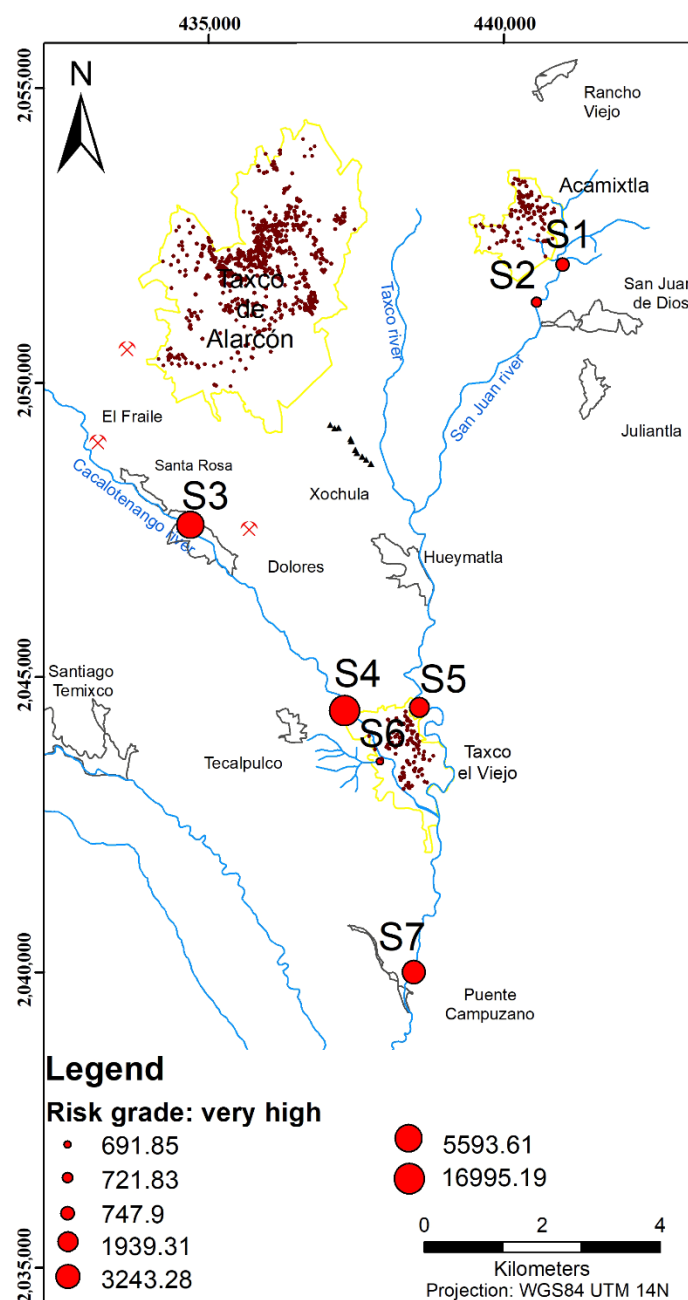 435,000
440,000
2,055,000
N
Rancho
Viejo
Acamixtla
S1
S2
San Juan
de Dios
Taxco
de
Alarcón
Taxco river
San Juan river
2,050,000
Juliantla
El Fraile
Santa Rosa
Xochula
S3
Cacalotenango river
Hueymatla
Dolores
2,045,000
Santiago
Temixco
S4
S5
S6
Tecalpulco
Taxco
el Viejo
S7
2,040,000
Puente
Campuzano
Legend
Risk grade: very high
691.85
721.83
747.9
1939.31
3243.28
5593.61
16995.19
0 2 4
Kilometers
Projection: WGS84 UTM 14N
2,035,000